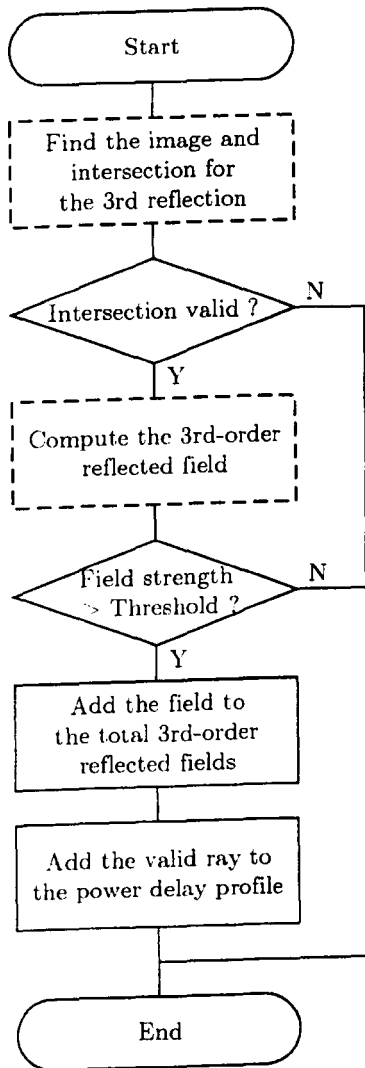 Start
Find the image and
intersection for
the 3rd reflection
Intersection valid ?
N
Y
Compute the 3rd-order
reflected field
Field strength
> Threshold ?
N
Y
Add the field to
the total 3rd-order
reflected fields
Add the valid ray to
the power delay profile
End